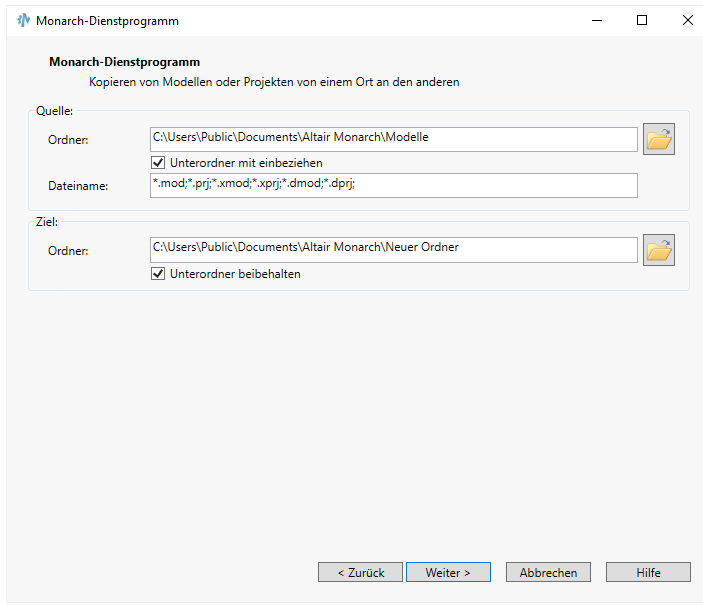 Monarch-Dienstprogramm
Monarch-Dienstprogramm
Kopieren von Modellen oder Projekten von einem Ort an den anderen
Quelle:
Ordner: C:\Users\Public\Documents\Altair Monarch\Modelle
Unterordner mit einbeziehen
Dateiname: *.mod;*.prj;*.xmod;*.xprj;*.dmod;*.dprj;
Ziel:
Ordner: C:\Users\Public\Documents\Altair Monarch\Neuer Ordner
Unterordner beibehalten
< Zurück Weiter > Abbrechen Hilfe